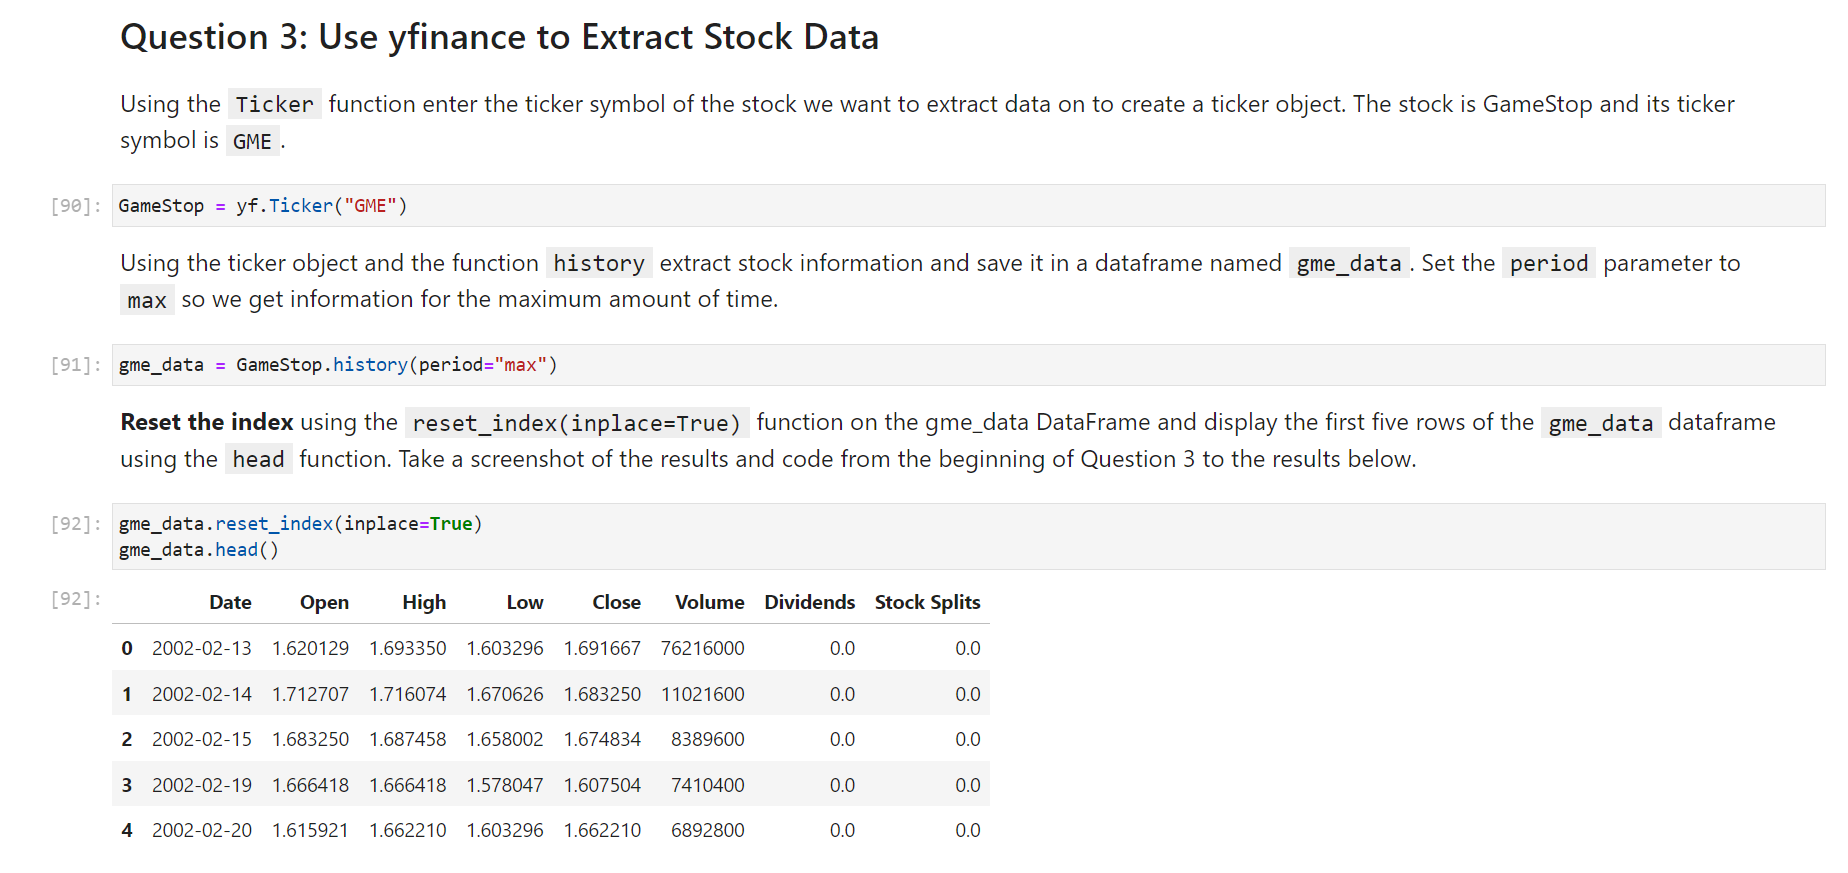 Question 3: Use yfinance to Extract Stock Data
Using the Ticker function enter the ticker symbol of the stock we want to extract data on to create a ticker object. The stock is GameStop and its ticker
symbol is GME .
[90]: GameStop = yf.Ticker("GME")
Using the ticker object and the function history extract stock information and save it in a dataframe named gme_data . Set the period parameter to
max so we get information for the maximum amount of time.
[91]: gme_data = GameStop.history(period="max")
Reset the index using the reset_index(inplace=True) function on the gme_data DataFrame and display the first five rows of the gme_data dataframe
using the head function. Take a screenshot of the results and code from the beginning of Question 3 to the results below.
[92]: gme_data.reset_index(inplace=True)
gme_data.head()
[92]: Date Open High Low Close Volume Dividends Stock Splits
0 2002-02-13 1.620129 1.693350 1.603296 1.691667 76216000 0.0 0.0
1 2002-02-14 1.712707 1.716074 1.670626 1.683250 11021600 0.0 0.0
2 2002-02-15 1.683250 1.687458 1.658002 1.674834 8389600 0.0 0.0
3 2002-02-19 1.666418 1.666418 1.578047 1.607504 7410400 0.0 0.0
4 2002-02-20 1.615921 1.662210 1.603296 1.662210 6892800 0.0 0.0